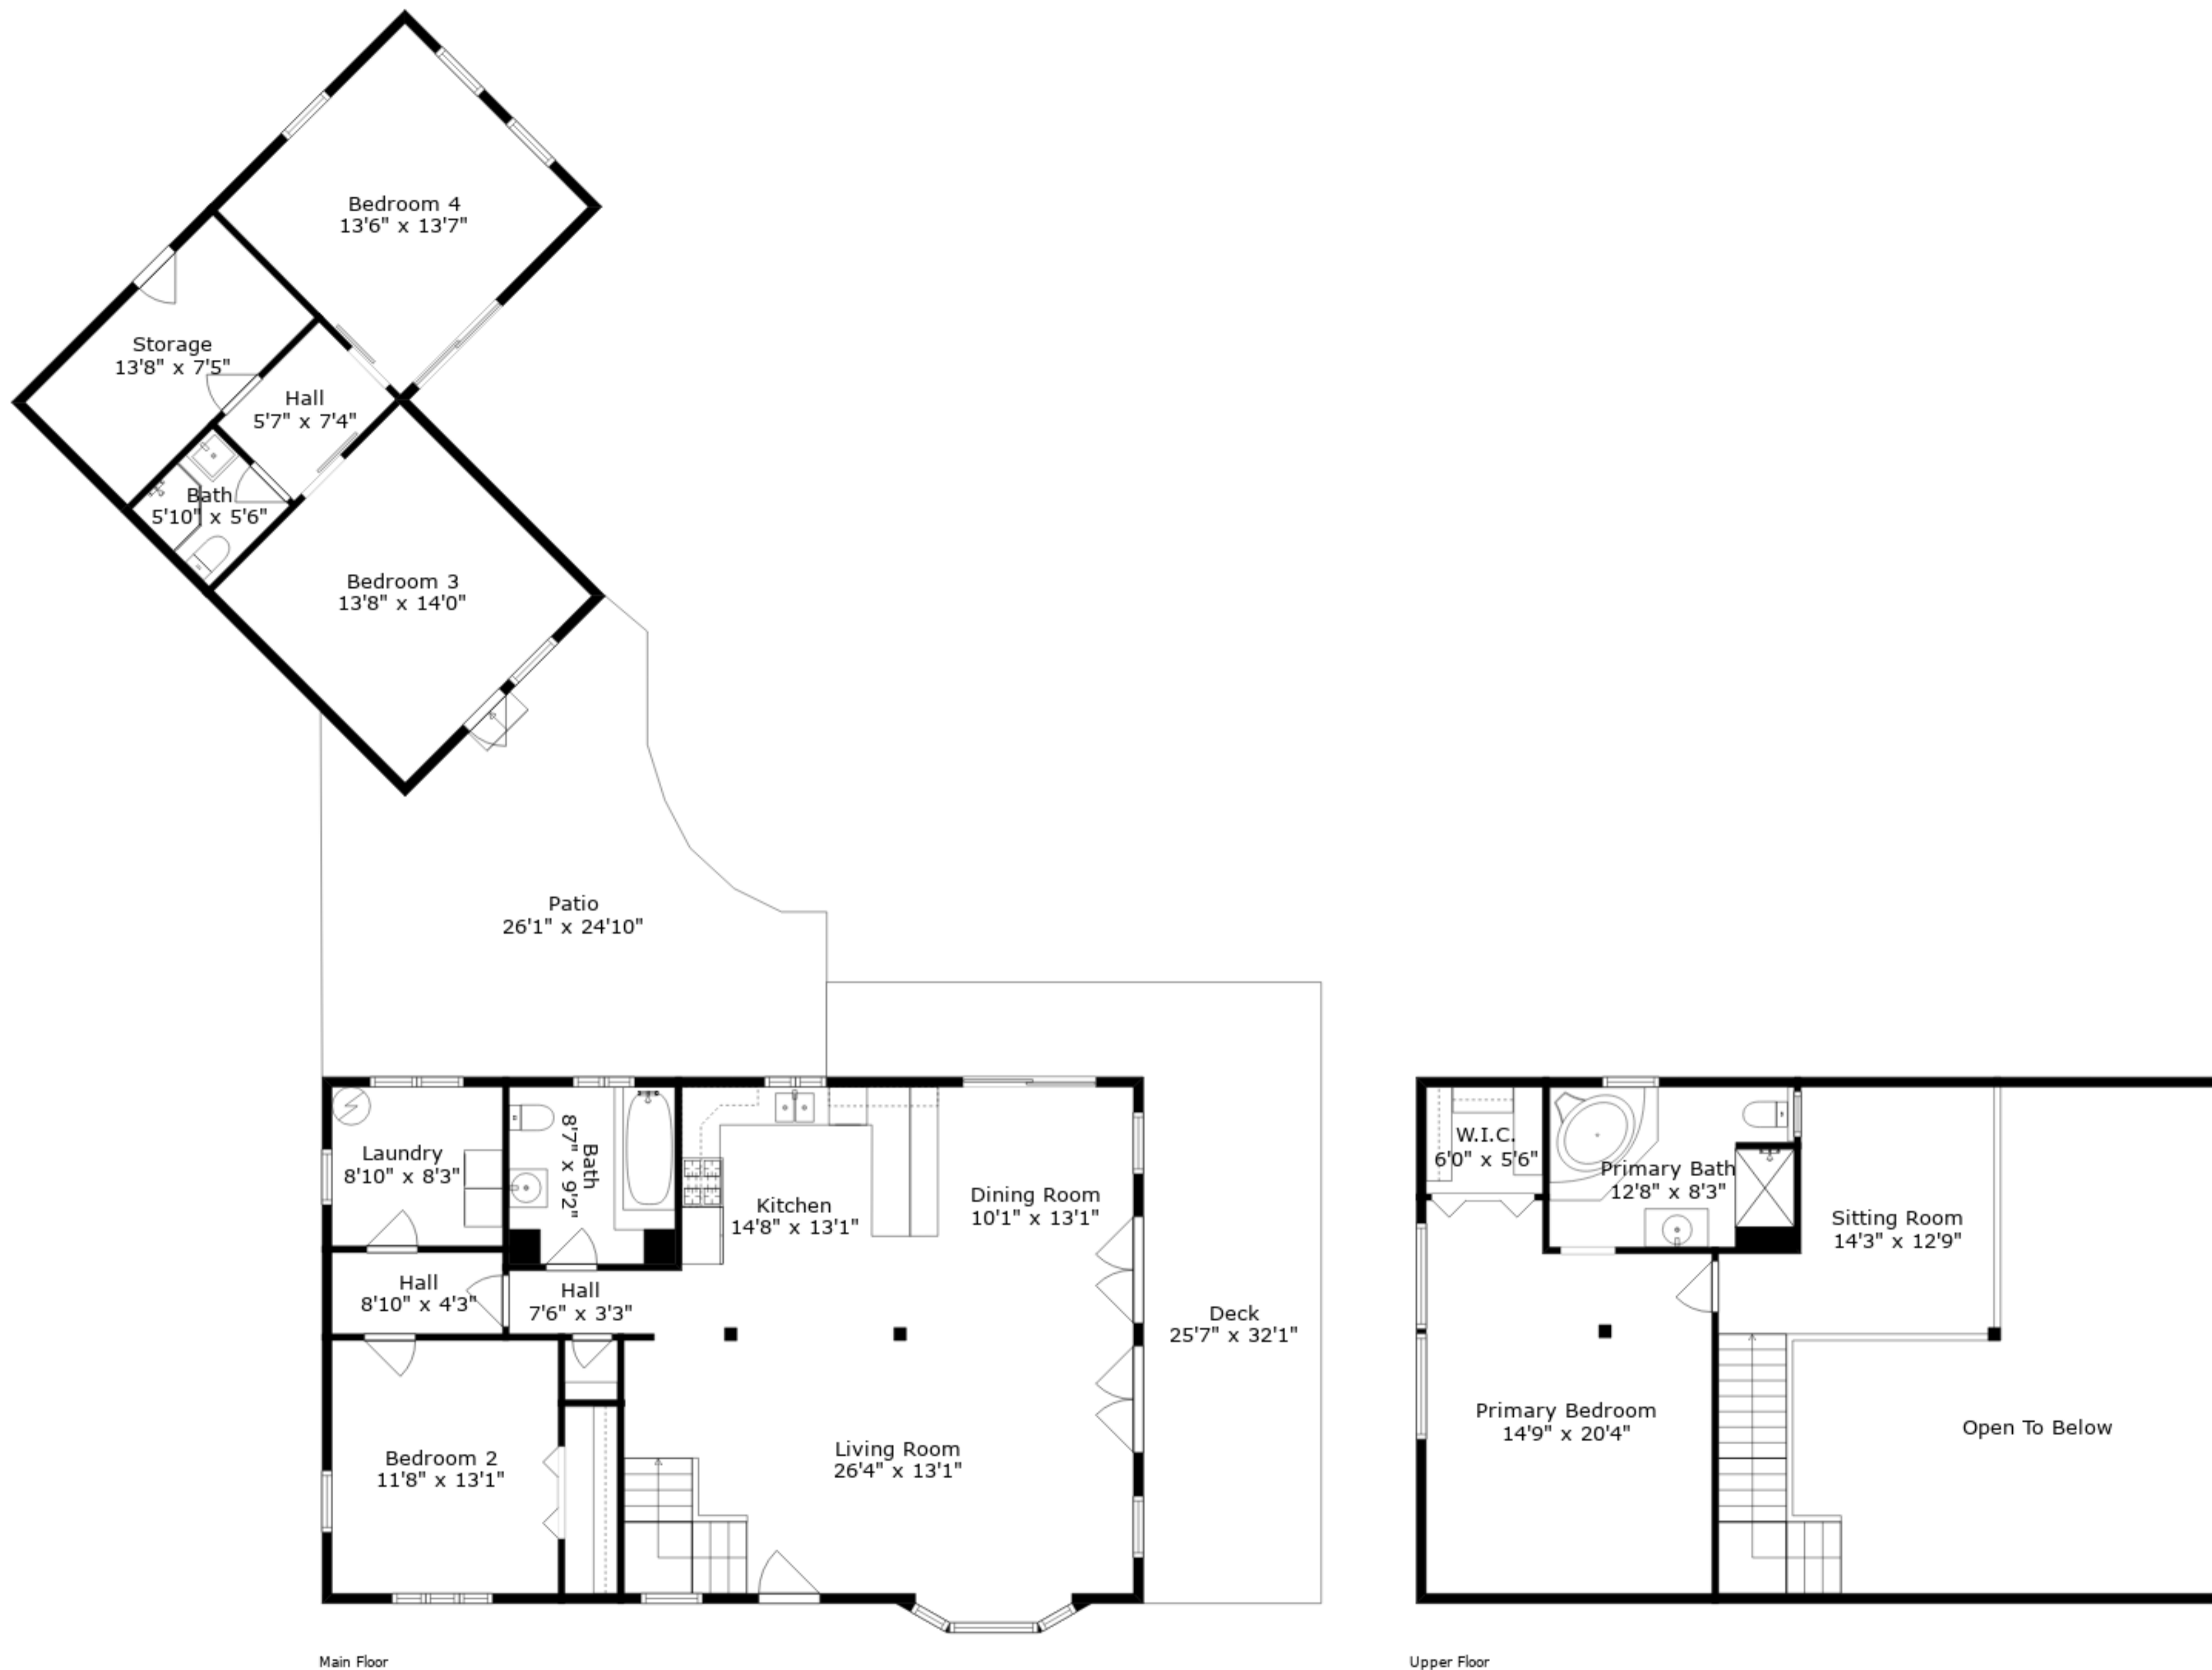 Bedroom 4
13'6" x 13'7"
Storage
13'8" x 7'5"
Hall
5'7" x 7'4"
Bath
5'10" x 5'6"
Bedroom 3
13'8" x 14'0"
Patio
26'1" x 24'10"
Laundry
8'10" x 8'3"
Bath
8'7" x 9'2"
Kitchen
14'8" x 13'1"
Dining Room
10'1" x 13'1"
Hall
8'10" x 4'3"
Hall
7'6" x 3'3"
Deck
25'7" x 32'1"
Bedroom 2
11'8" x 13'1"
Living Room
26'4" x 13'1"
Main Floor
W.I.C.
6'0" x 5'6"
Primary Bath
12'8" x 8'3"
Sitting Room
14'3" x 12'9"
Primary Bedroom
14'9" x 20'4"
Open To Below
Upper Floor